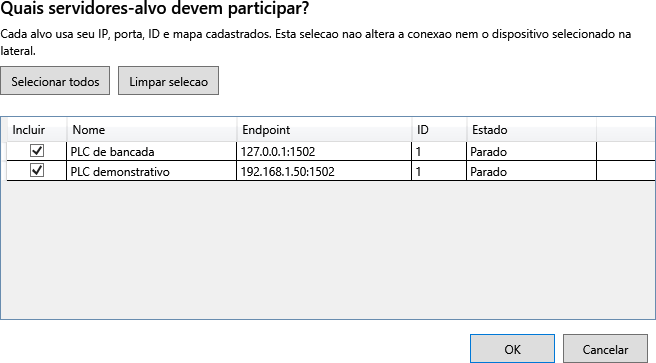 Quais servidores-alvo devem participar?
Cada alvo usa seu IP, porta, ID e mapa cadastrados. Esta selecao nao altera a conexao nem o dispositivo selecionado na
lateral.
Selecionar todos Limpar selecao
Incluir Nome Endpoint ID Estado
PLC de bancada 127.0.0.1:1502 1 Parado
PLC demonstrativo 192.168.1.50:1502 1 Parado
OK Cancelar